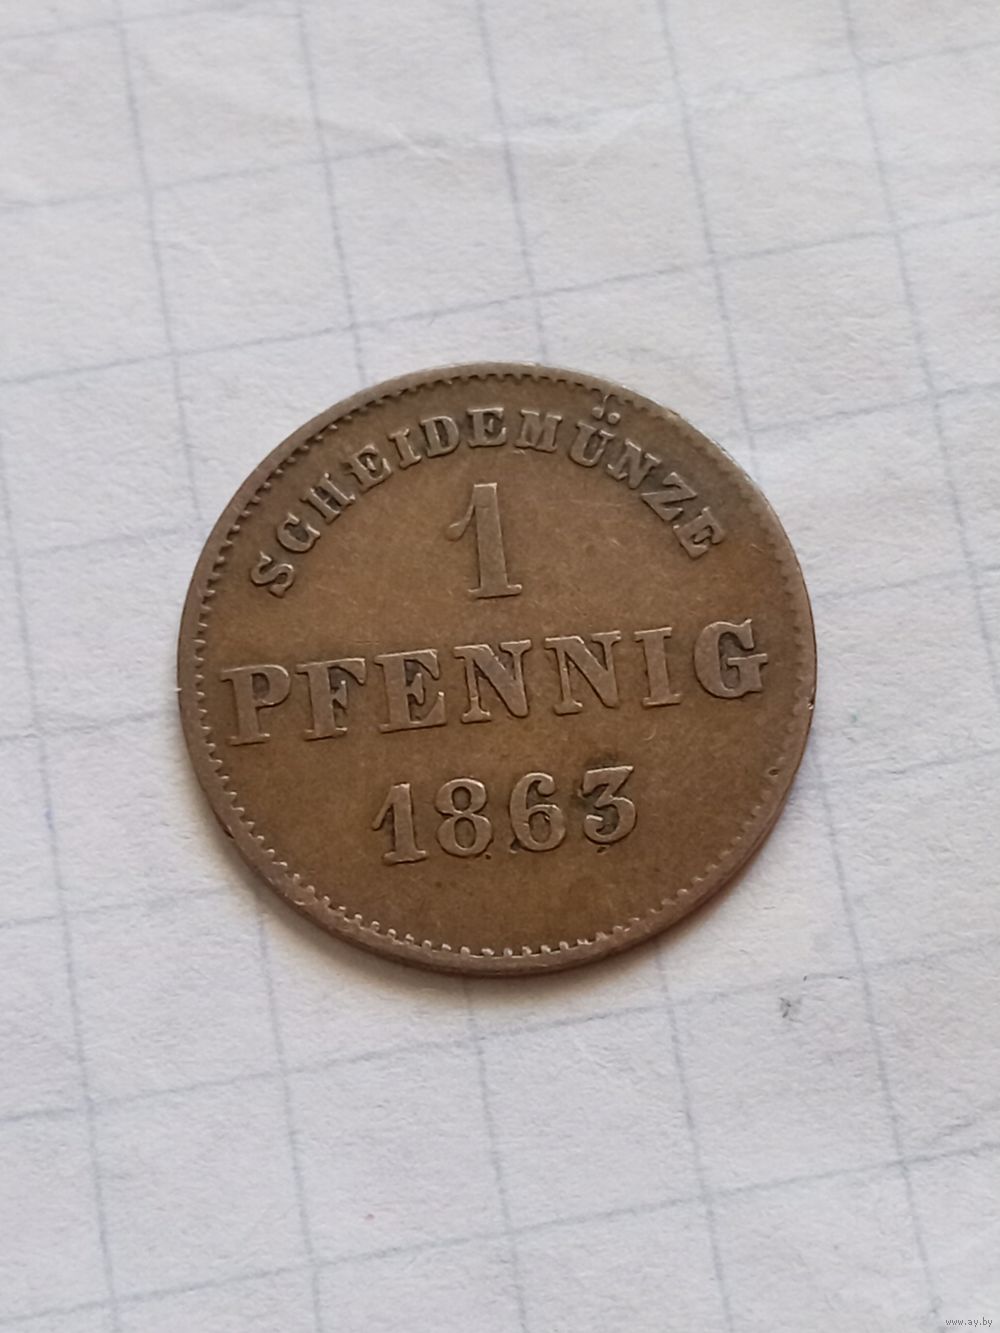 SCHEIDEMÜNZE
1
PFENNIG
1863
www.ay.by